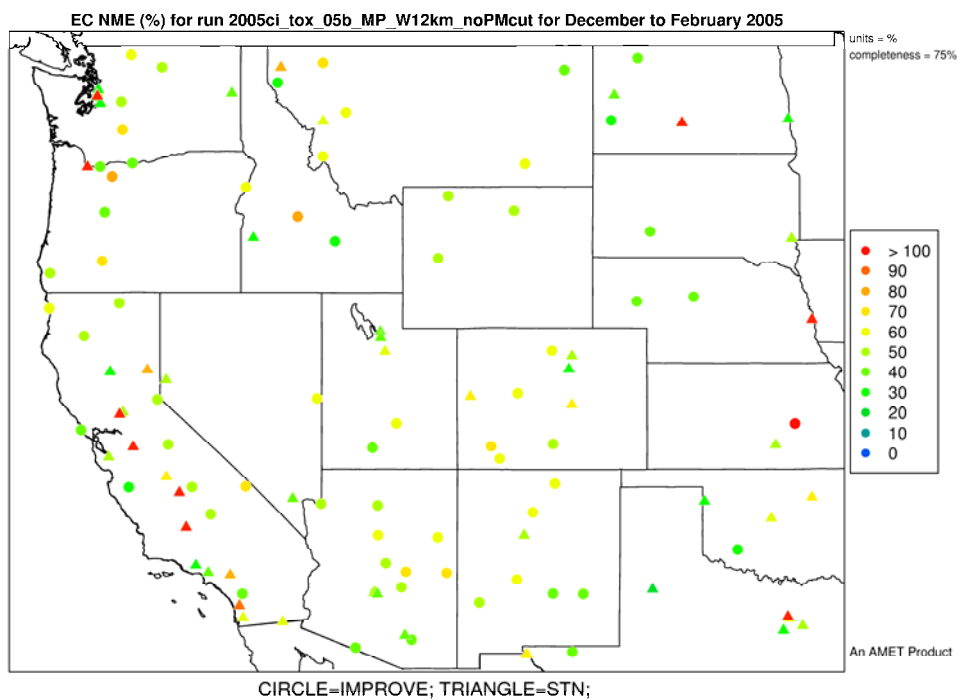 EC NME (%) for run 2005ci_tox_05b_MP_W12km_noPMcut for December to February 2005
units = %
completeness = 75%
> 100
90
80
70
60
50
40
30
20
10
0
An AMET Product
CIRCLE=IMPROVE; TRIANGLE=STN;